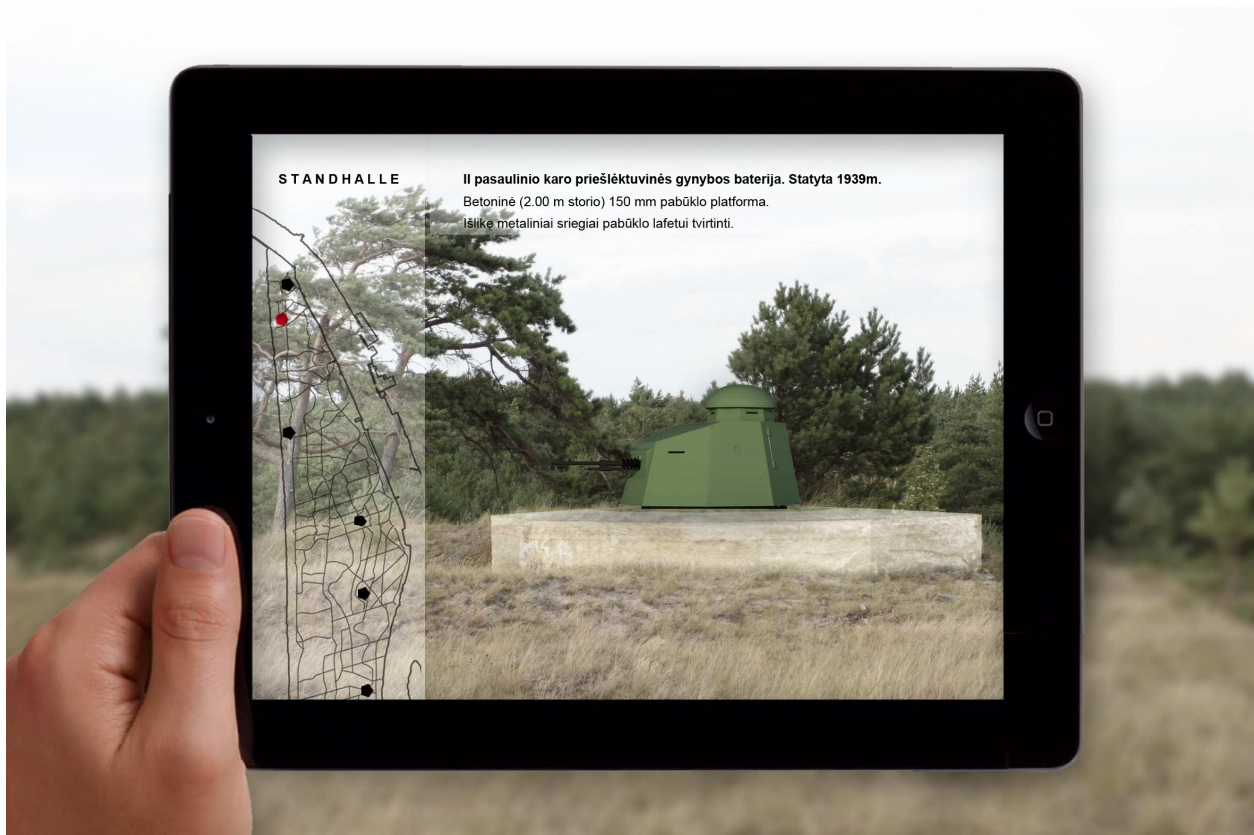 STANDHALLE
II pasaulinio karo priešlėktuvinės gynybos baterija. Statyta 1939m.
Betoninė (2.00 m storio) 150 mm pabūklo platforma.
Išlikę metaliniai sriegiai pabūklo lafetui tvirtinti.